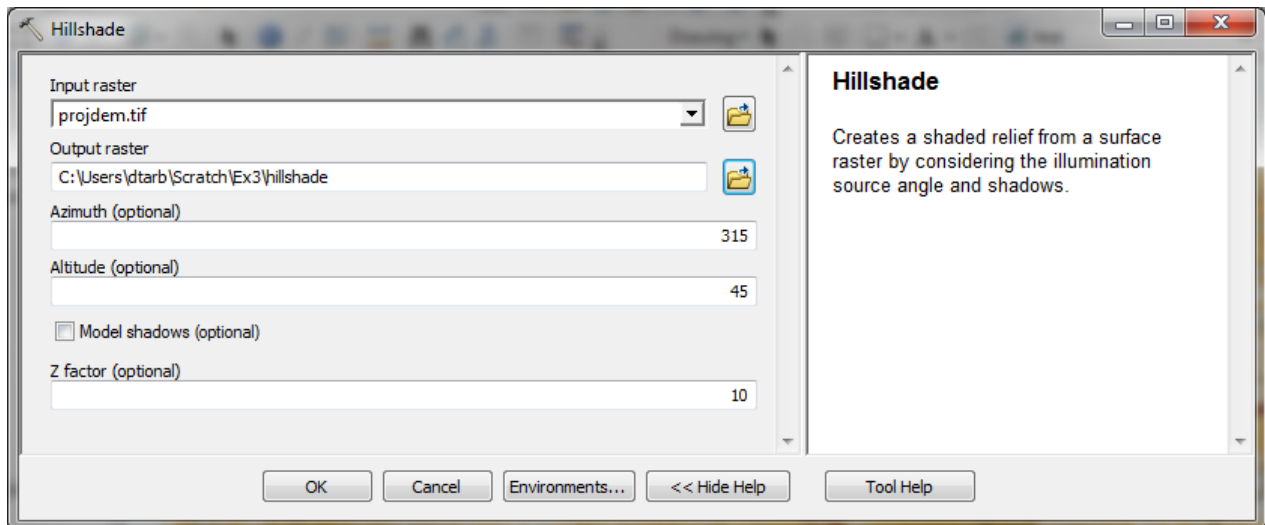 Hillshade
Input raster
projdem.tif
Output raster
C:\Users\dtarb\Scratch\Ex3\hillshade
Azimuth (optional)
315
Altitude (optional)
45
Model shadows (optional)
Z factor (optional)
10
Hillshade
Creates a shaded relief from a surface
raster by considering the illumination
source angle and shadows.
OK
Cancel
Environments...
<< Hide Help
Tool Help